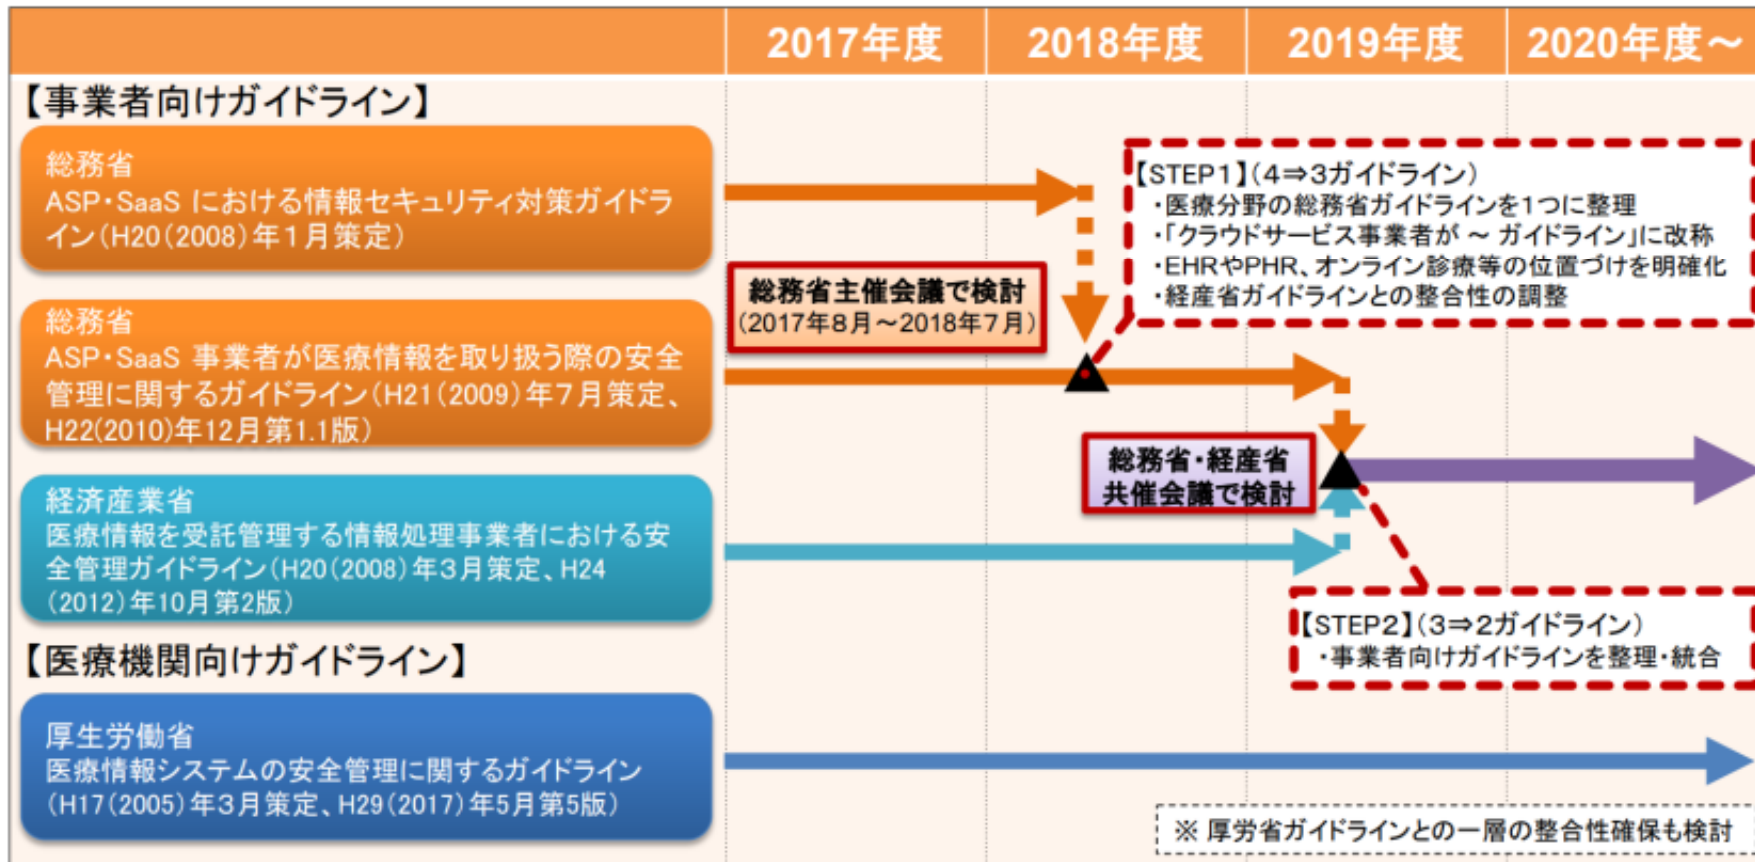 2017年度 2018年度 2019年度 2020年度～
【事業者向けガイドライン】
総務省
ASP・SaaS における情報セキュリティ対策ガイドラ
イン（H20（2008）年１月策定）
総務省
ASP・SaaS 事業者が医療情報を取り扱う際の安全
管理に関するガイドライン（H21（2009）年７月策定、
H22(2010)年12月第1.1版）
経済産業省
医療情報を受託管理する情報処理事業者における安
全管理ガイドライン（H20（2008）年３月策定、H24
（2012）年10月第2版）
【医療機関向けガイドライン】
厚生労働省
医療情報システムの安全管理に関するガイドライン
（H17（2005）年３月策定、H29（2017）年５月第5版）
総務省主催会議で検討
（2017年８月～2018年７月）
【STEP１】（４⇒３ガイドライン）
・医療分野の総務省ガイドラインを１つに整理
・「クラウドサービス事業者が ～ ガイドライン」に改称
・EHRやPHR、オンライン診療等の位置づけを明確化
・経産省ガイドラインとの整合性の調整
総務省・経産省
共催会議で検討
【STEP２】（３⇒２ガイドライン）
・事業者向けガイドラインを整理・統合
※ 厚労省ガイドラインとの一層の整合性確保も検討